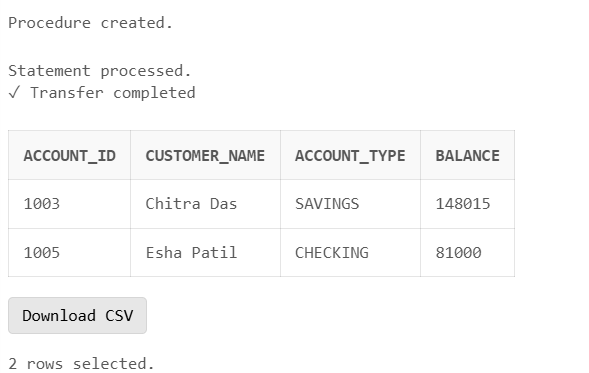 Procedure created.
Statement processed.
✓ Transfer completed
ACCOUNT_ID CUSTOMER_NAME ACCOUNT_TYPE BALANCE
1003 Chitra Das SAVINGS 148015
1005 Esha Patil CHECKING 81000
Download CSV
2 rows selected.